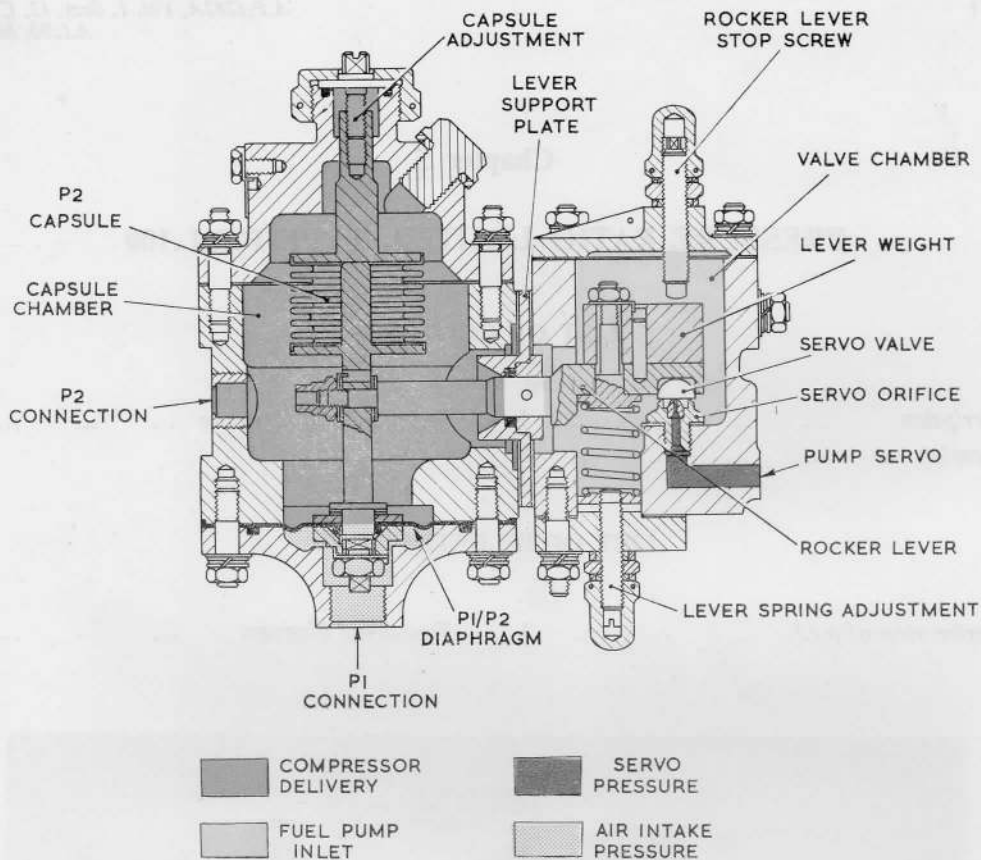 CAPSULE
ADJUSTMENT
ROCKER LEVER
STOP SCREW
LEVER
SUPPORT
PLATE
VALVE CHAMBER
P2
CAPSULE
LEVER WEIGHT
CAPSULE
CHAMBER
SERVO VALVE
P2
CONNECTION
SERVO ORIFICE
PUMP SERVO
ROCKER LEVER
LEVER SPRING ADJUSTMENT
P1/P2
DIAPHRAGM
P1
CONNECTION
COMPRESSOR
DELIVERY
SERVO
PRESSURE
FUEL PUMP
INLET
AIR INTAKE
PRESSURE